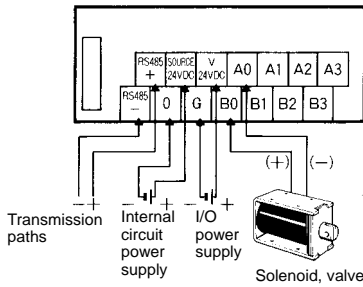 RS485 + SOURCE 24VDC V 24VDC A0 A1 A2 A3
RS485 − 0 G B0 B1 B2 B3
(+) (−)
− + − + − +
Transmission paths
Internal circuit power supply
I/O power supply
Solenoid, valve